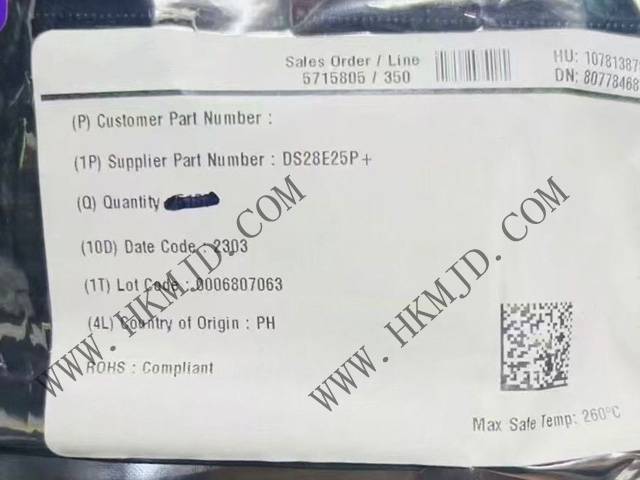 Sales Order / Line
5715805 / 350
HU: 10781387
DN: 80778468
(P) Customer Part Number :
(1P) Supplier Part Number : DS28E25P+
(Q) Quantity
(10D) Date Code : 2303
(1T) Lot Code : 0006807063
(4L) Country of Origin : PH
ROHS : Compliant
Max Safe Temp: 260°C
WWW.HKMJD.COM
WWW.HKMJD.COM